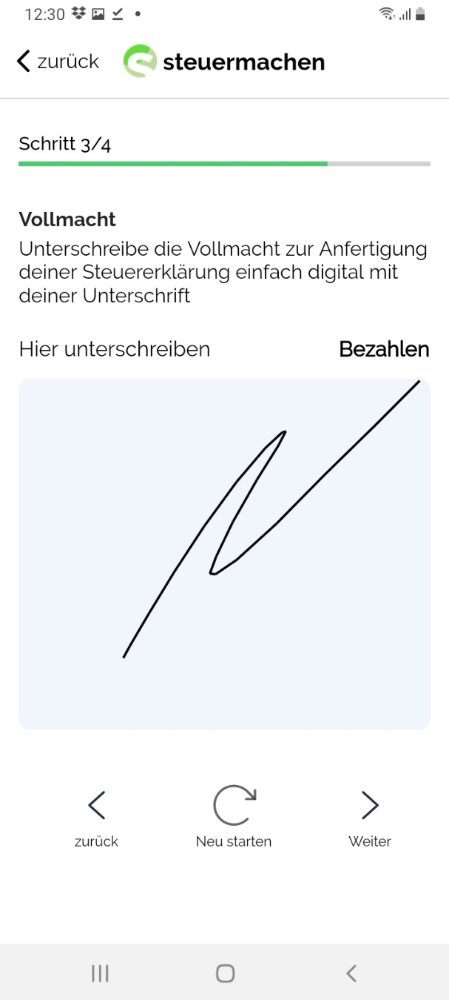 12:30
zurück steuermachen
Schritt 3/4
Vollmacht
Unterschreibe die Vollmacht zur Anfertigung
deiner Steuererklärung einfach digital mit
deiner Unterschrift
Hier unterschreiben Bezahlen
zurück Neu starten Weiter